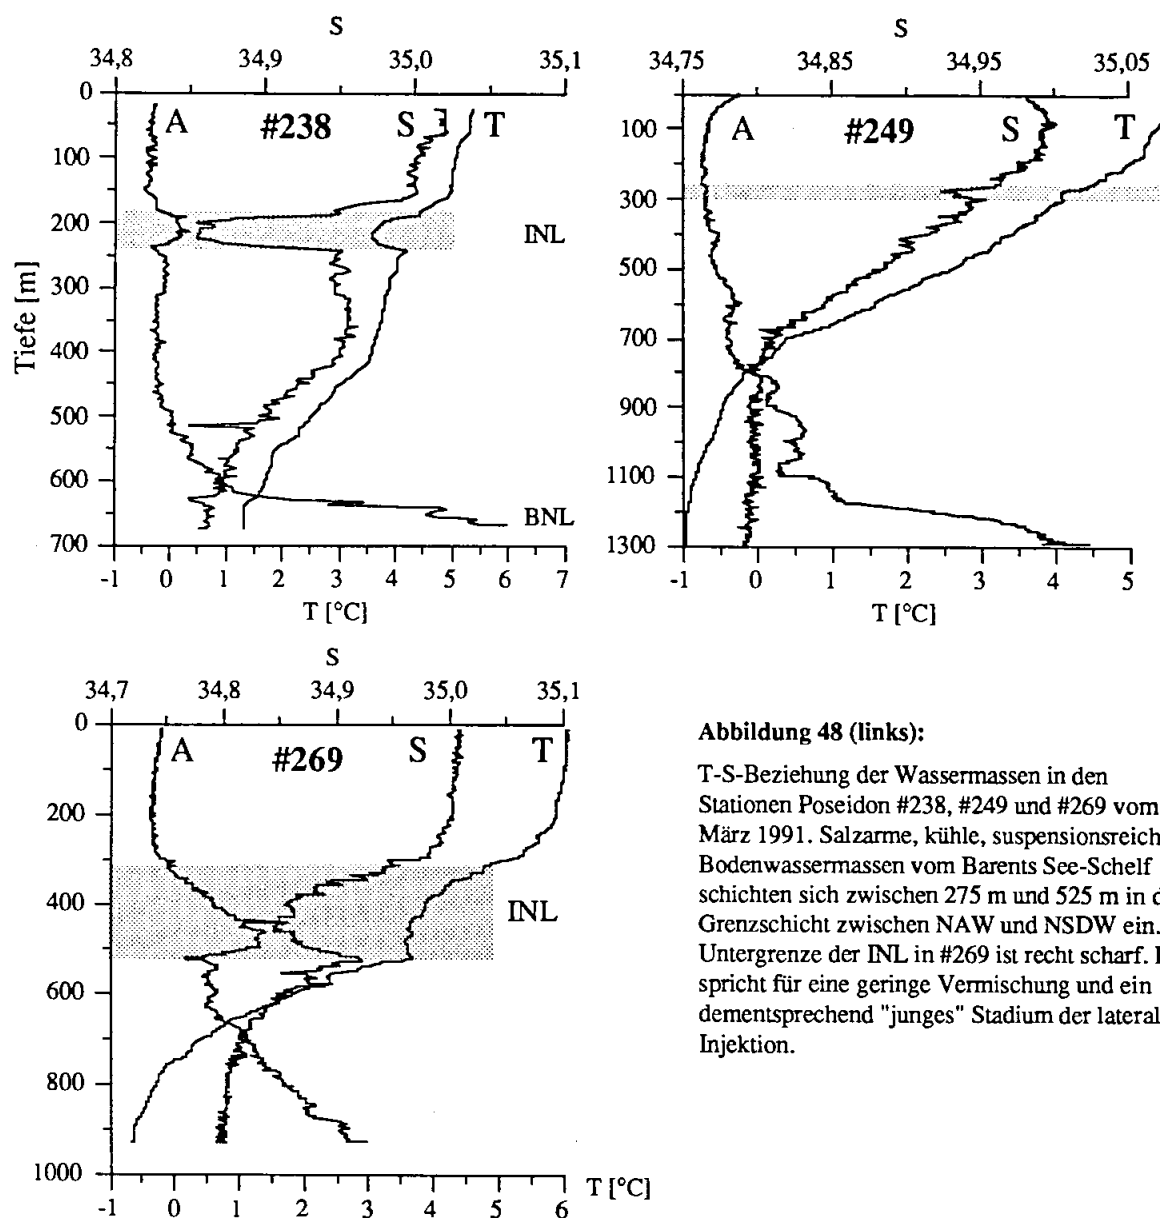 S
34,8 34,9 35,0 35,1
0
100
200
300
400
500
600
700
Tiefe [m]
A #238 S T
INL
BNL
-1 0 1 2 3 4 5 6 7
T [°C]
S
34,75 34,85 34,95 35,05
100
300
500
700
900
1100
1300
A #249 S T
-1 0 1 2 3 4 5
T [°C]
S
34,7 34,8 34,9 35,0 35,1
0
200
400
600
800
1000
A #269 S T
INL
-1 0 1 2 3 4 5 6 T [°C]
Abbildung 48 (links):
T-S-Beziehung der Wassermassen in den
Stationen Poseidon #238, #249 und #269 vom
März 1991. Salzarme, kühle, suspensionsreich
Bodenwassermassen vom Barents See-Schelf
schichten sich zwischen 275 m und 525 m in d
Grenzschicht zwischen NAW und NSDW ein.
Untergrenze der INL in #269 ist recht scharf.
spricht für eine geringe Vermischung und ein
dementsprechend "junges" Stadium der lateral
Injektion.